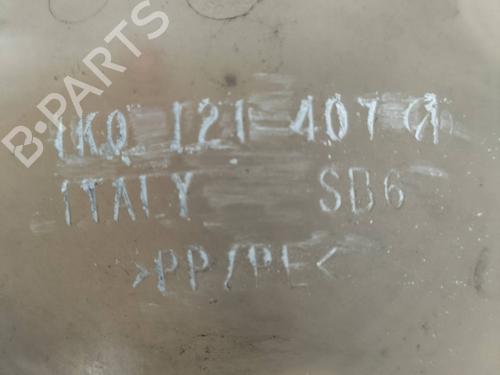 B-PARTS
1K0 121 407 A
ITALY SB6
>PP/PE<